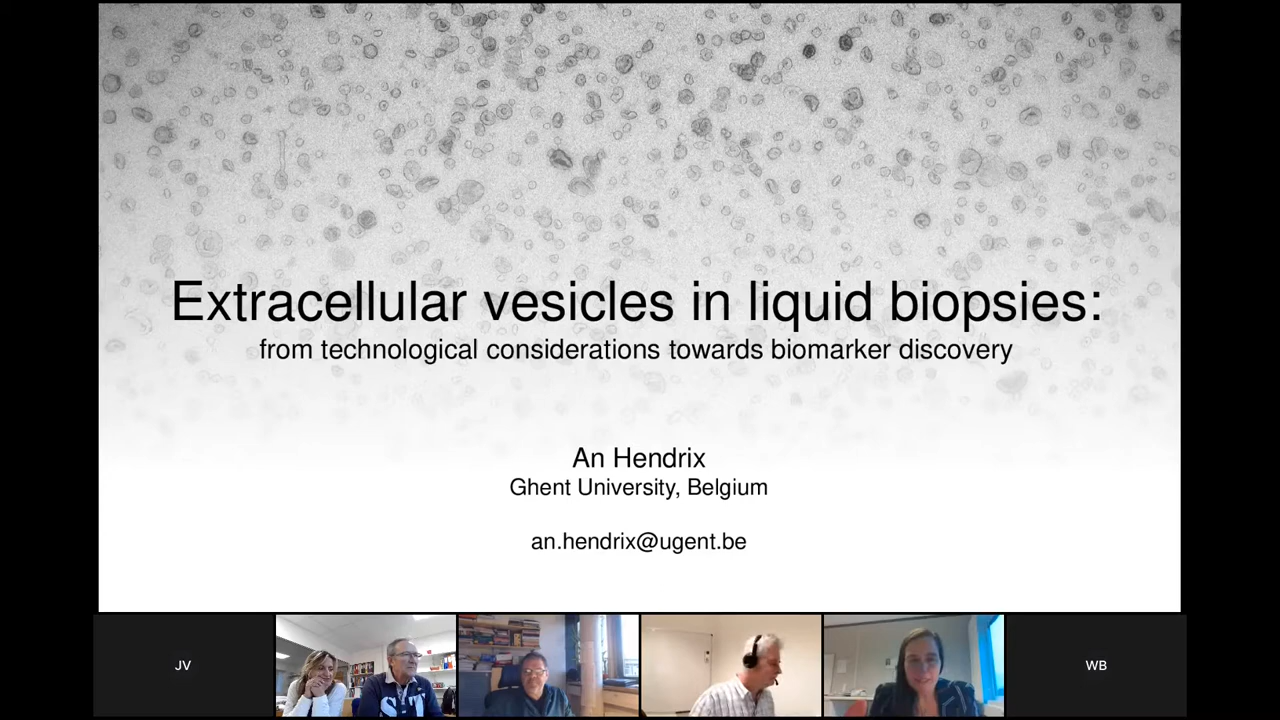 Extracellular vesicles in liquid biopsies:
from technological considerations towards biomarker discovery
An Hendrix
Ghent University, Belgium
an.hendrix@ugent.be
JV
WB